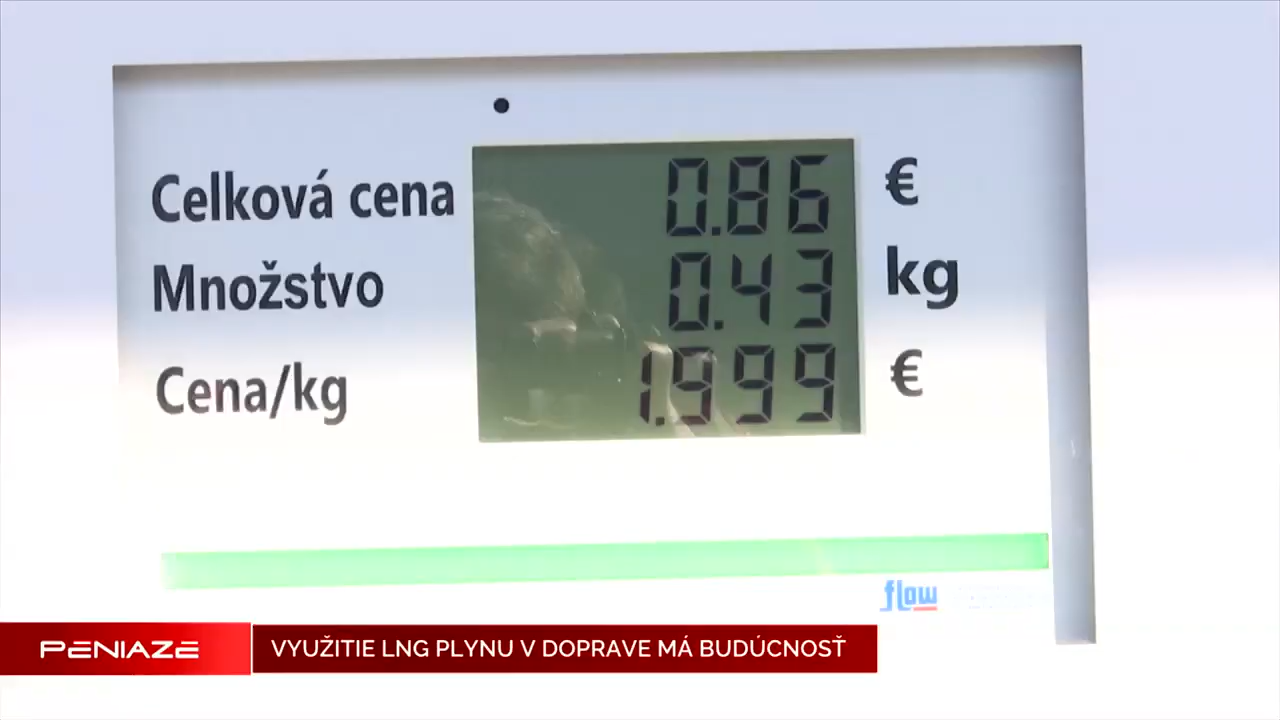 Celková cena 0.86 €
Množstvo 0.43 kg
Cena/kg 1.999 €
flow
PENIAZE
VYUŽITIE LNG PLYNU V DOPRAVE MÁ BUDÚCNOSŤ